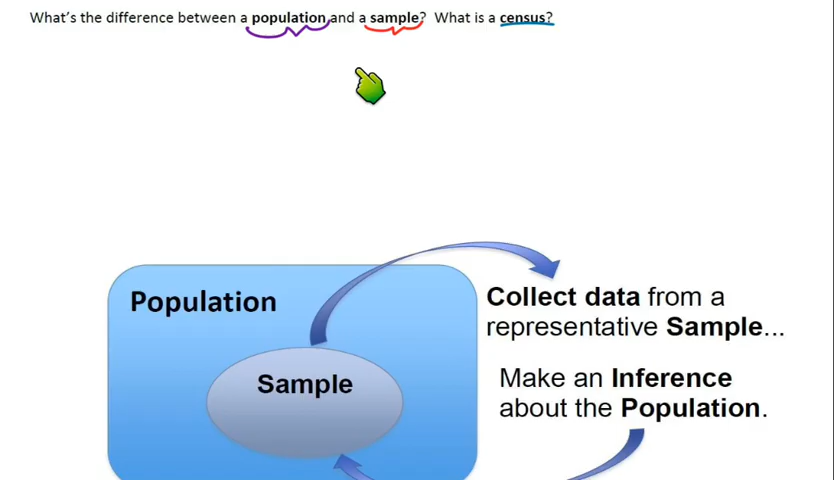 What's the difference between a population and a sample? What is a census?
Population
Sample
Collect data from a
representative Sample...
Make an Inference
about the Population.